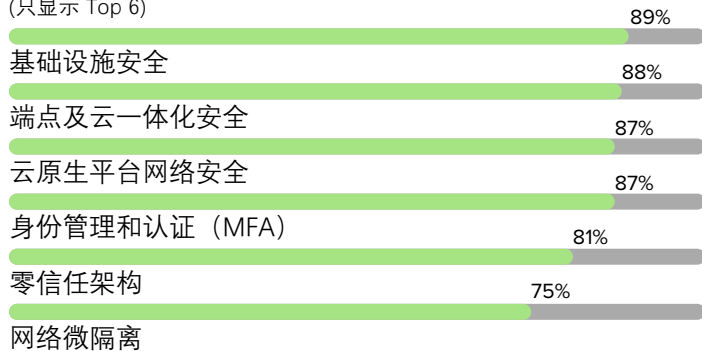 (只显示 Top 6)
89%
基础设施安全
88%
端点及云一体化安全
87%
云原生平台网络安全
87%
身份管理和认证（MFA）
81%
零信任架构
75%
网络微隔离